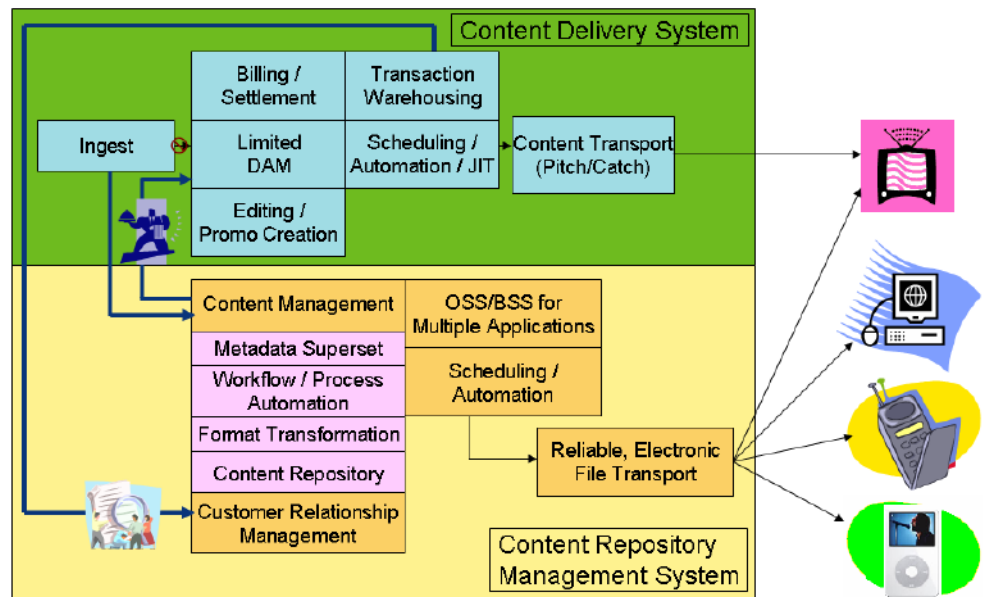 Content Delivery System
Billing /
Settlement
Transaction
Warehousing
Ingest
Limited
DAM
Scheduling /
Automation / JIT
Content Transport
(Pitch/Catch)
Editing /
Promo Creation
Content Management
OSS/BSS for
Multiple Applications
Metadata Superset
Workflow / Process
Automation
Scheduling /
Automation
Format Transformation
Content Repository
Reliable, Electronic
File Transport
Customer Relationship
Management
Content Repository
Management System